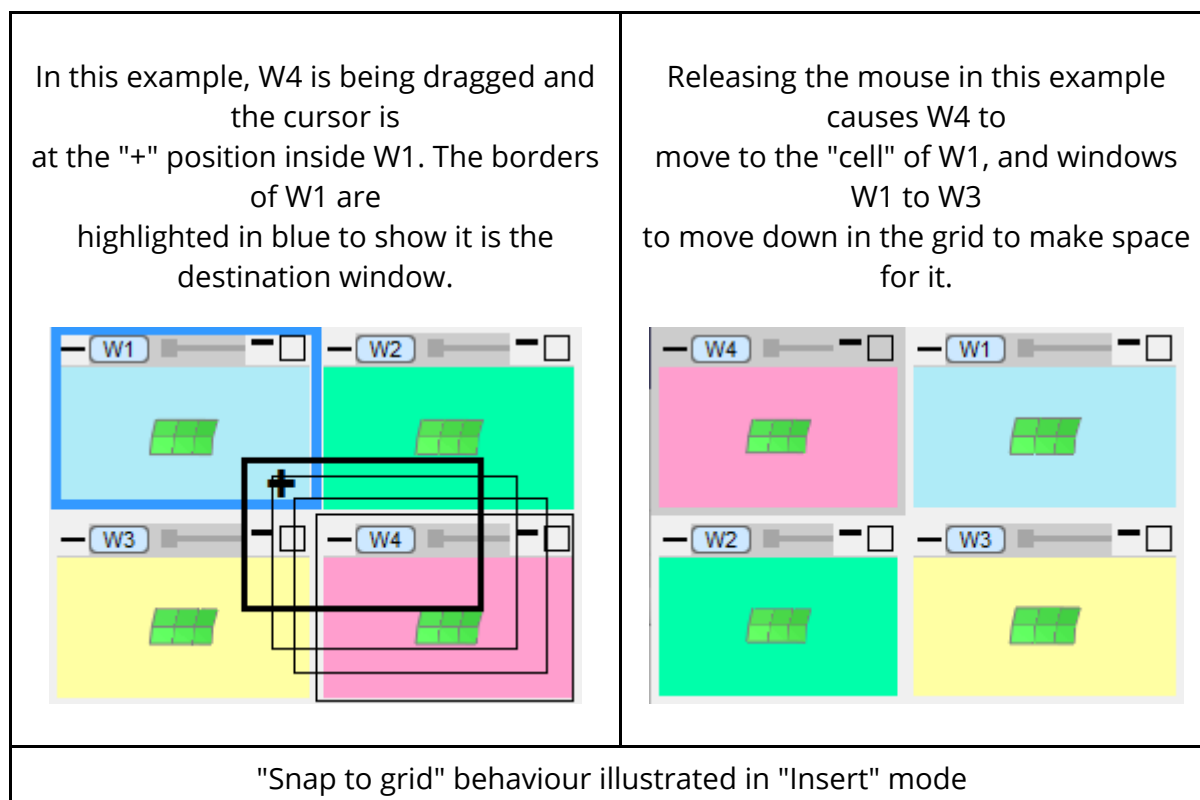 In this example, W4 is being dragged and
the cursor is
at the "+" position inside W1. The borders
of W1 are
highlighted in blue to show it is the
destination window.
W1
W2
W3
W4
Releasing the mouse in this example
causes W4 to
move to the "cell" of W1, and windows
W1 to W3
to move down in the grid to make space
for it.
W4
W1
W2
W3
"Snap to grid" behaviour illustrated in "Insert" mode